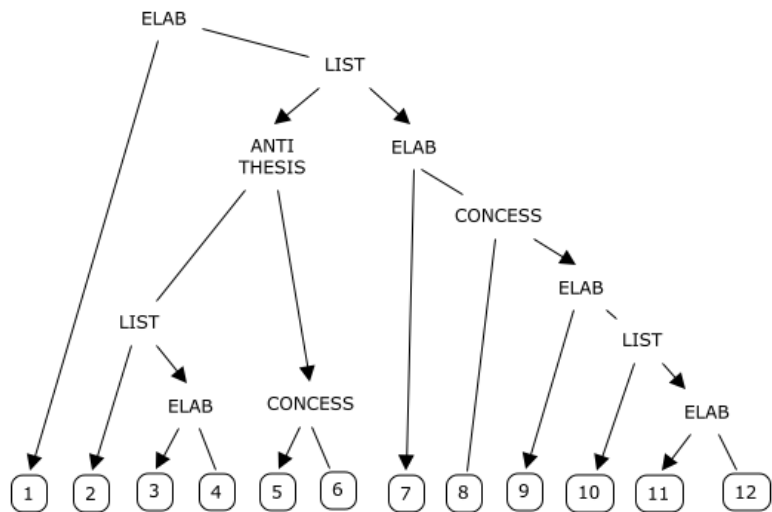 ELAB
LIST
ANTI
THESIS
ELAB
CONCESS
ELAB
LIST
LIST
ELAB
CONCESS
ELAB
1
2
3
4
5
6
7
8
9
10
11
12